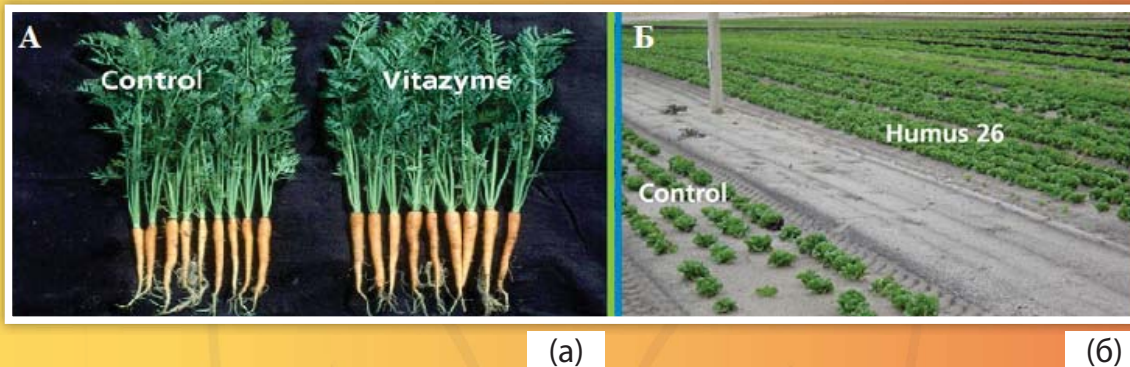 А
Control
Vitazyme
Б
Humus 26
Control
(а)
(б)